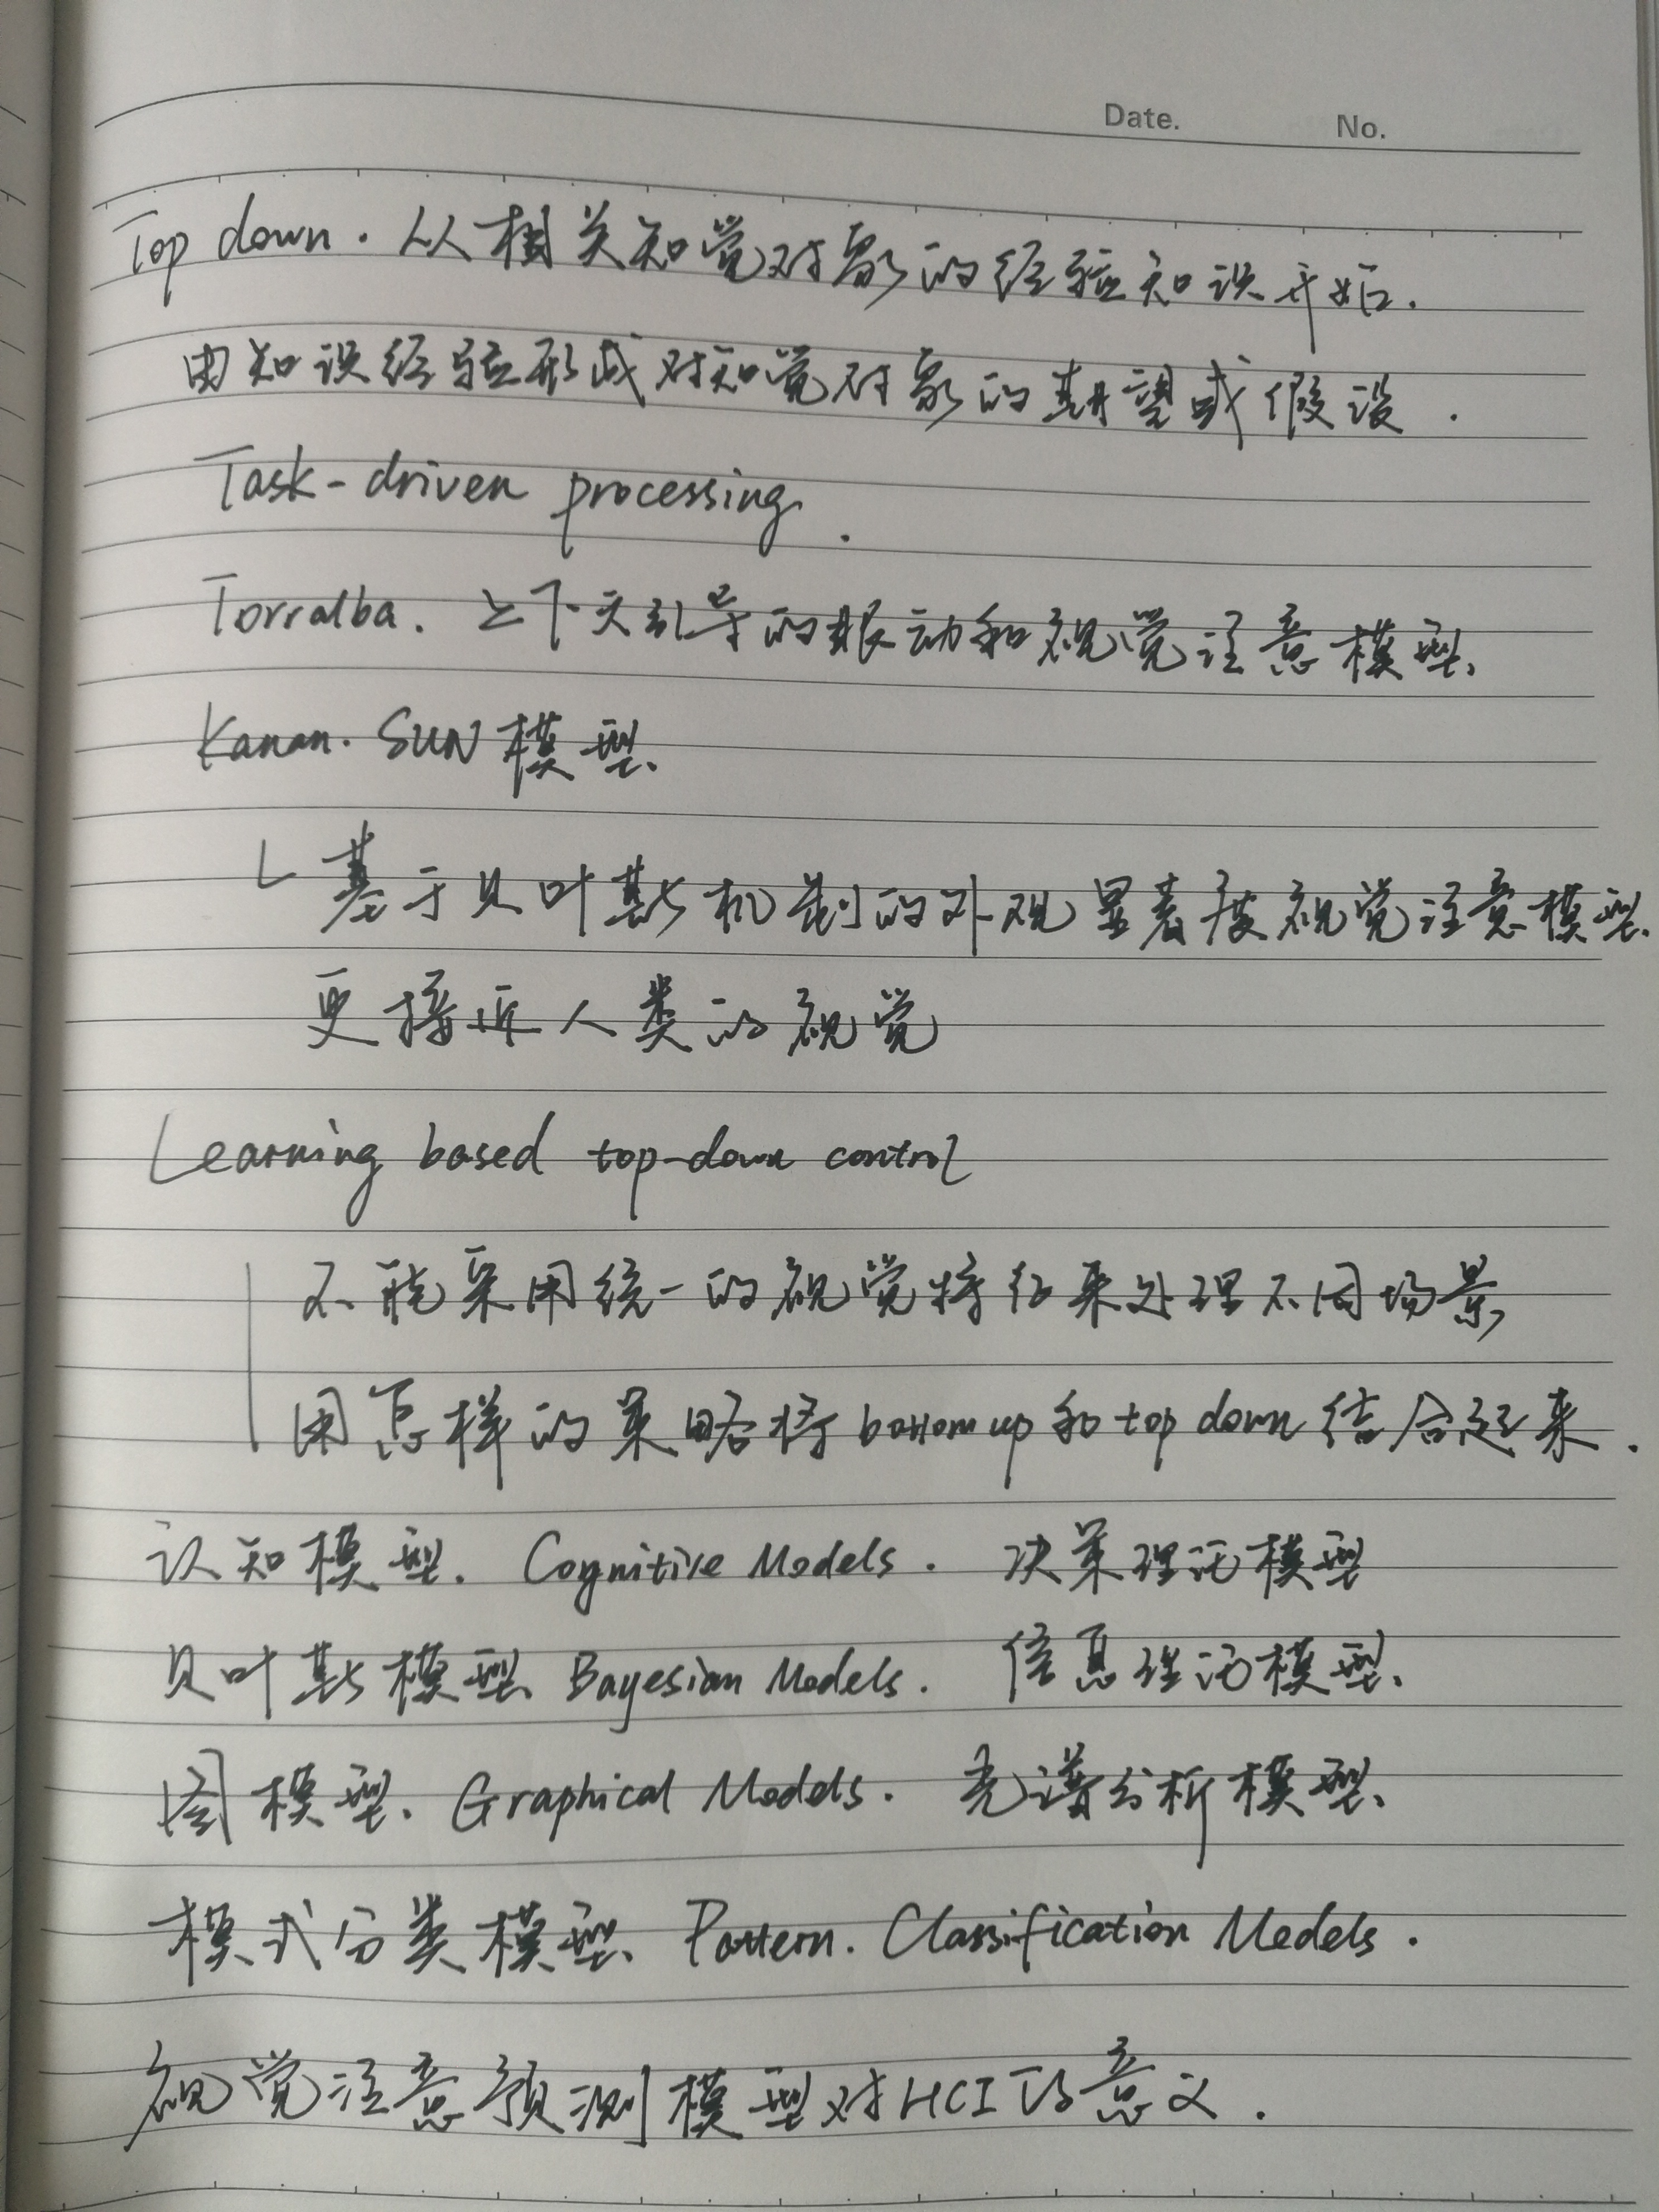 Date. No.
Top down. 从相关知觉对象的经验知识开始.
由知识经验形成对知觉对象的期望或假设.
Task-driven processing.
Torralba. 上下文引导的眼动和视觉注意模型.
Kanan. SUN 模型.
基于贝叶斯机制的外观显著度视觉注意模型.
更接近人类的视觉
Learning based top-down control
不能采用统一的视觉特征来处理不同场景
用怎样的策略将 bottom up 和 top down 结合起来.
认知模型. Cognitive Models. 决策理论模型
贝叶斯模型. Bayesian Models. 信息理论模型.
图模型. Graphical Models. 光谱分析模型.
模式分类模型. Pattern. Classification Models.
视觉注意预测模型对HCI的意义.